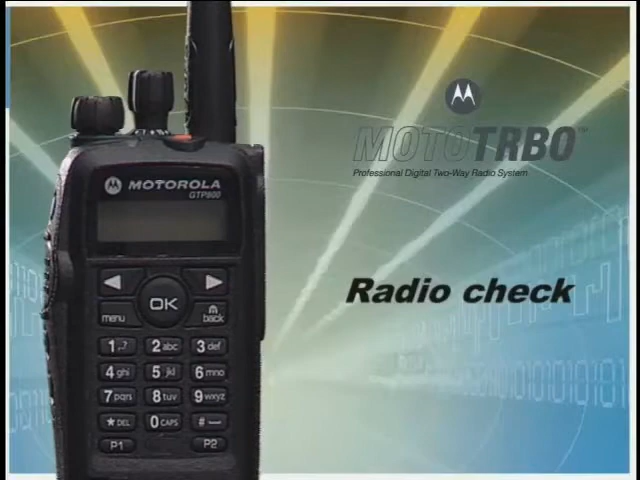 MOTOTRBO™
Professional Digital Two-Way Radio System
MOTOROLA
GTP800
Radio check
OK
menu
back
1 .,?
2 abc
3 def
4 ghi
5 jkl
6 mno
7 pqrs
8 tuv
9 wxyz
* DEL
0 CAPS
#
P1
P2